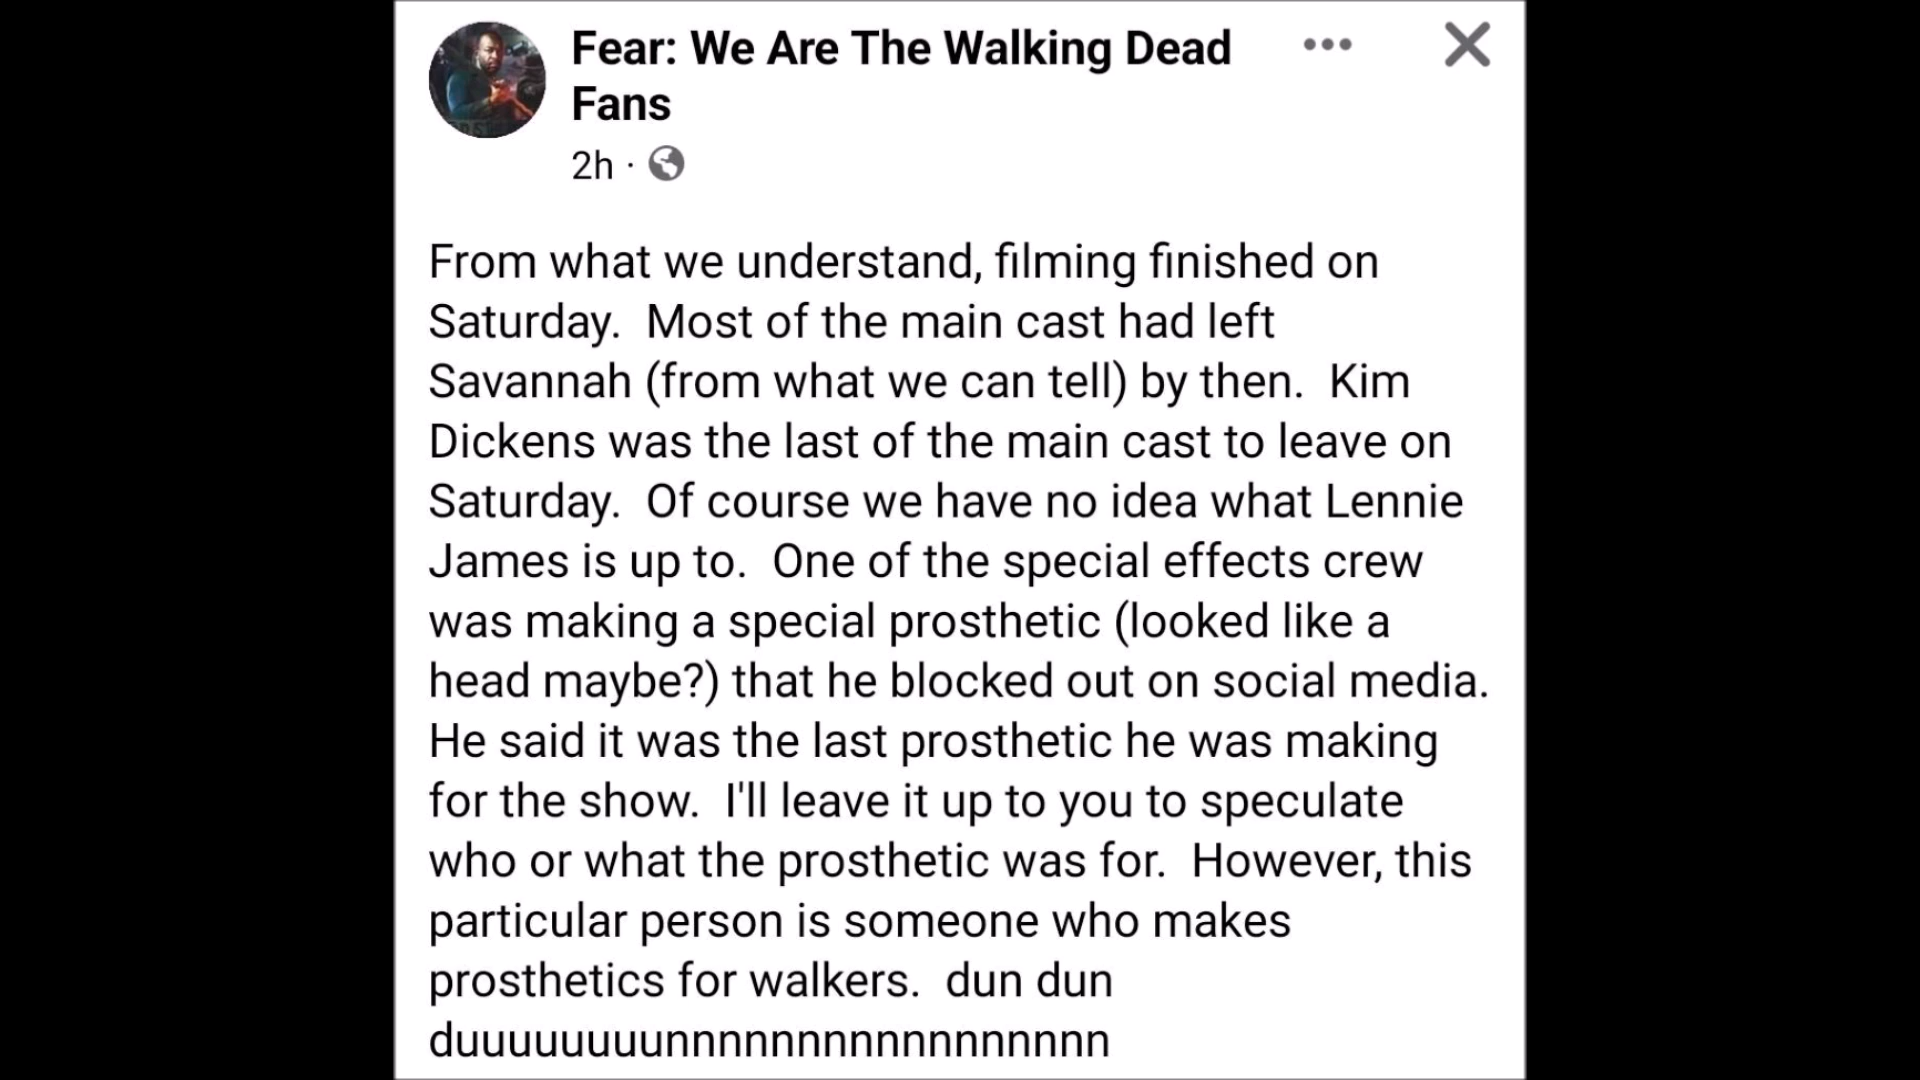 Fear: We Are The Walking Dead
Fans
2h ·
From what we understand, filming finished on
Saturday.  Most of the main cast had left
Savannah (from what we can tell) by then.  Kim
Dickens was the last of the main cast to leave on
Saturday.  Of course we have no idea what Lennie
James is up to.  One of the special effects crew
was making a special prosthetic (looked like a
head maybe?) that he blocked out on social media.
He said it was the last prosthetic he was making
for the show.  I'll leave it up to you to speculate
who or what the prosthetic was for.  However, this
particular person is someone who makes
prosthetics for walkers.  dun dun
duuuuuuuunnnnnnnnnnnnnnnnn